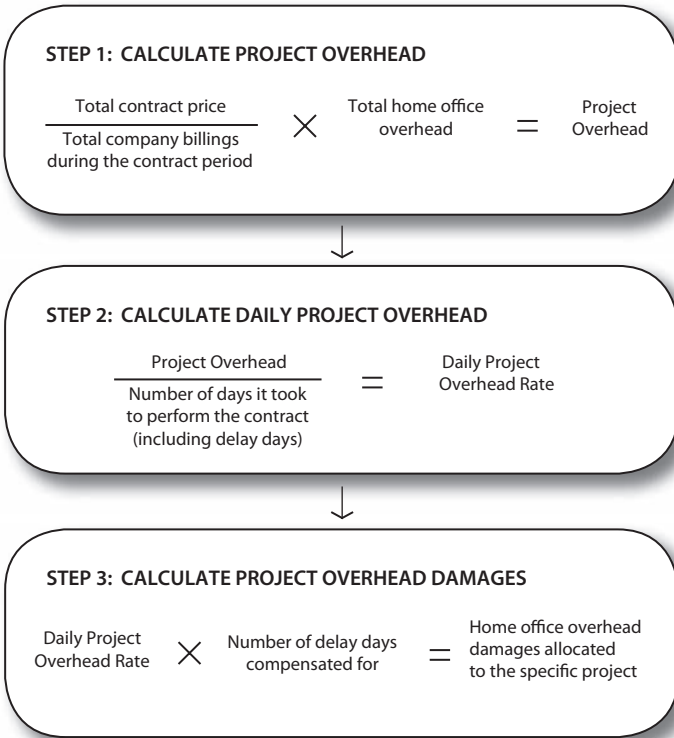 STEP 1: CALCULATE PROJECT OVERHEAD
Total contract price
Total company billings
during the contract period
×
Total home office
overhead
=
Project
Overhead
STEP 2: CALCULATE DAILY PROJECT OVERHEAD
Project Overhead
Number of days it took
to perform the contract
(including delay days)
=
Daily Project
Overhead Rate
STEP 3: CALCULATE PROJECT OVERHEAD DAMAGES
Daily Project
Overhead Rate
×
Number of delay days
compensated for
=
Home office overhead
damages allocated
to the specific project